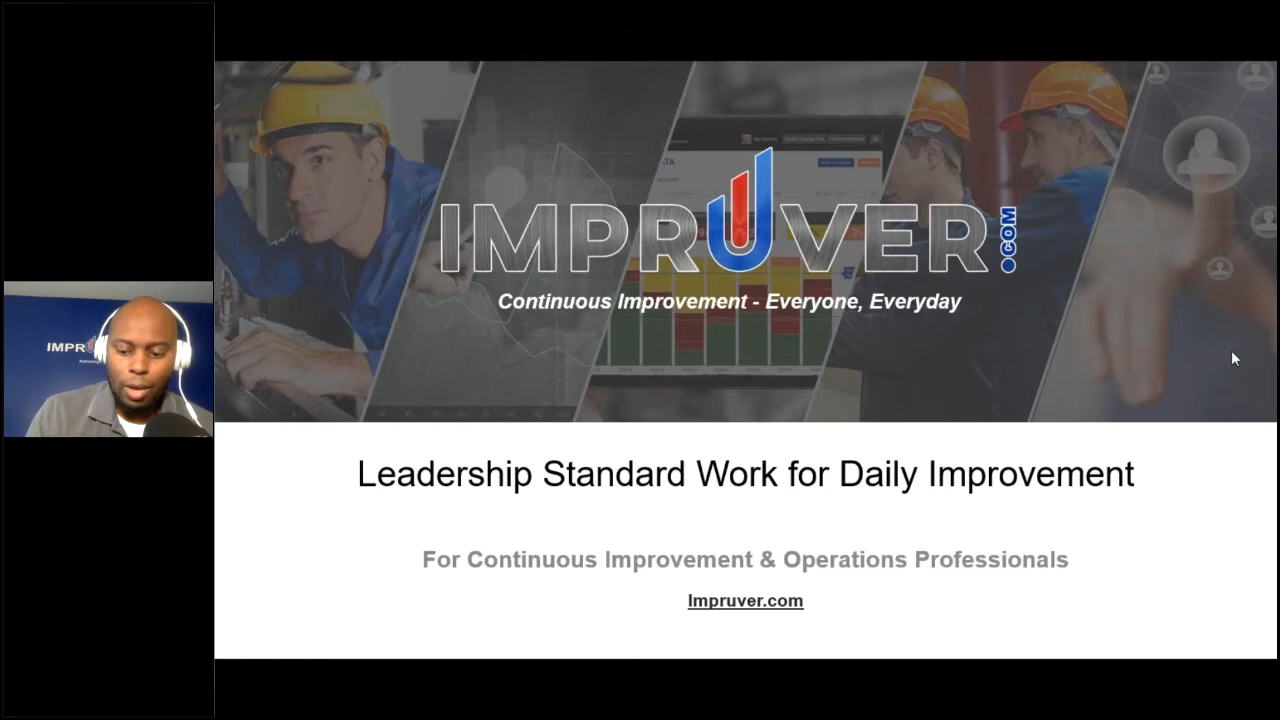 IMPRUVER.COM
Continuous Improvement - Everyone, Everyday
IMPR
Leadership Standard Work for Daily Improvement
For Continuous Improvement & Operations Professionals
Impruver.com